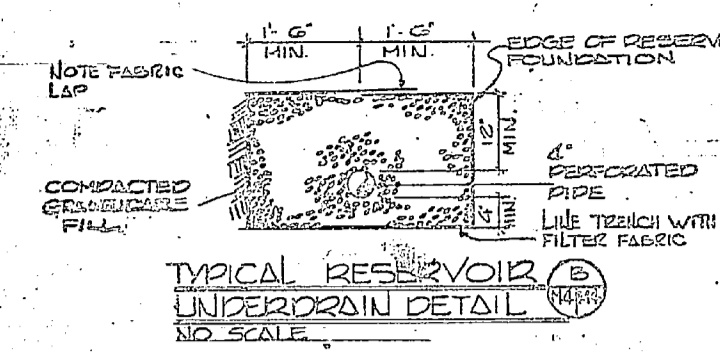 1'-6" 1'-6"
MIN. MIN.
NOTE FABRIC
LAP
EDGE OF RESERV
FOUNDATION
12"
MIN.
4"
PERFORATED
PIPE
COMPACTED
FILL
4"
MIN
LINE TRENCH WITH
FILTER FABRIC
TYPICAL RESERVOIR
UNDERDRAIN DETAIL
B
NO SCALE